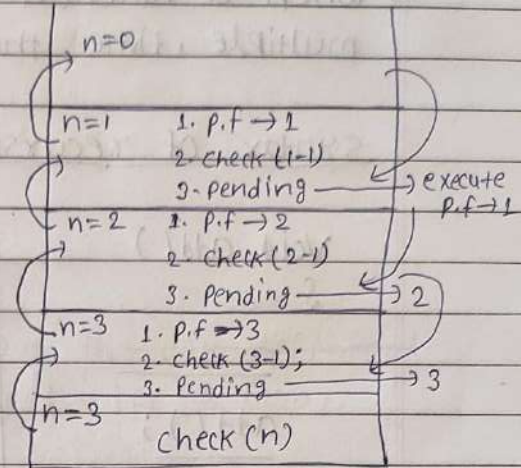 n=0
n=1 1. P.f → 1
2. check (1-1)
3. pending → execute
P.f → 1
n=2 1. P.f → 2
2. check (2-1)
3. Pending → 2
n=3 1. P.f → 3
2. check (3-1);
3. Pending → 3
n=3
check (n)